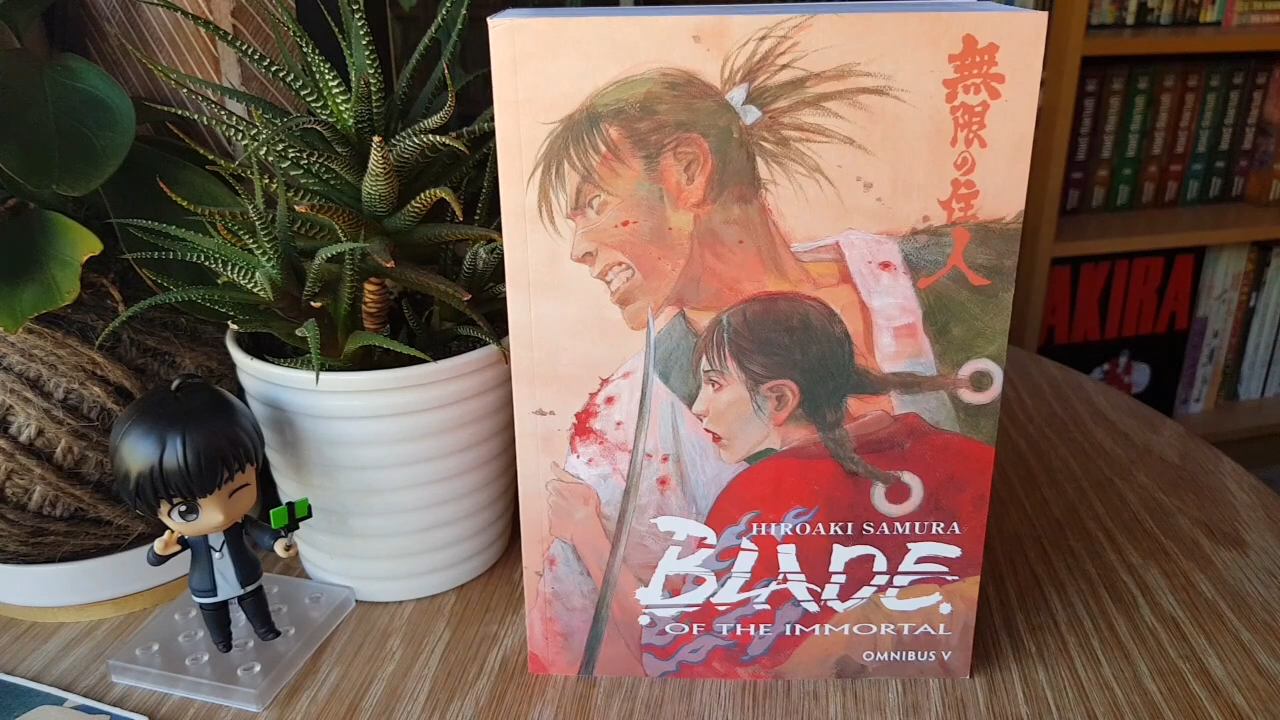 無限の住人
HIROAKI SAMURA
BLADE
OF THE IMMORTAL
OMNIBUS V
AKIRA